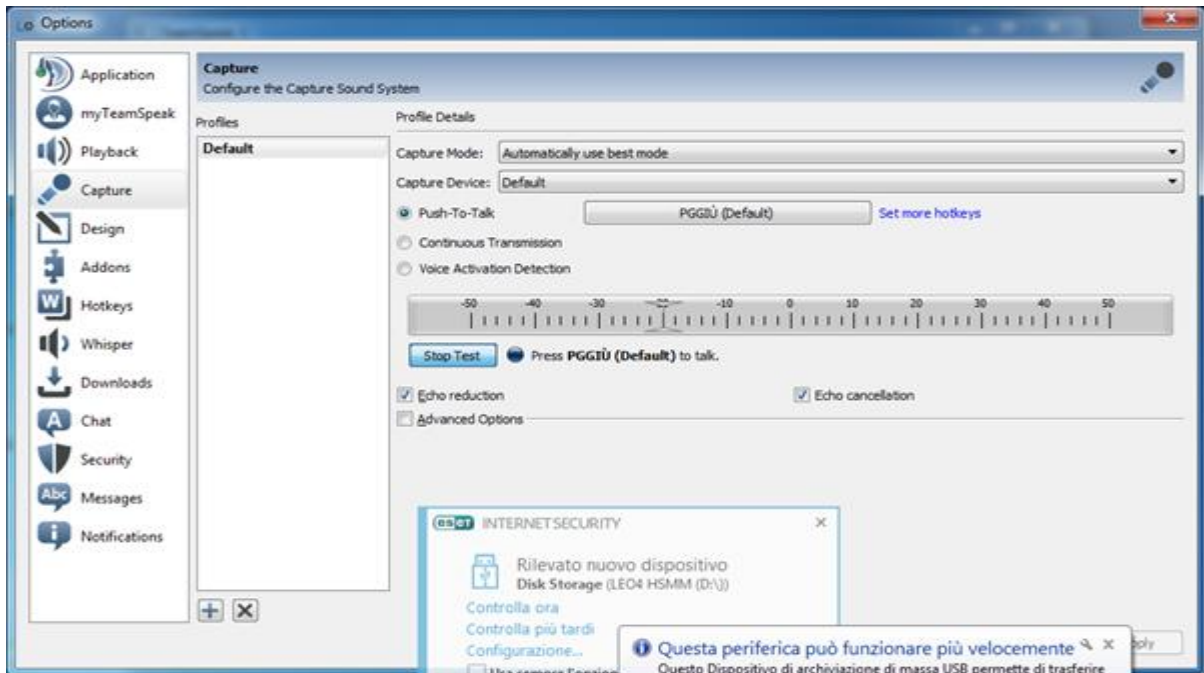 Options
Application
myTeamSpeak
Playback
Capture
Design
Addons
Hotkeys
Whisper
Downloads
Chat
Security
Messages
Notifications
Capture
Configure the Capture Sound System
Profiles
Default
Profile Details
Capture Mode: Automatically use best mode
Capture Device: Default
Push-To-Talk PGGIÙ (Default) Set more hotkeys
Continuous Transmission
Voice Activation Detection
-50 -40 -30 -10 0 10 20 30 40 50
Stop Test Press PGGIÙ (Default) to talk.
Echo reduction Echo cancellation
Advanced Options
eset INTERNET SECURITY
Rilevato nuovo dispositivo
Disk Storage (LEO4 HSMM (D:\))
Controlla ora
Controlla più tardi
Configurazione...
Questa periferica può funzionare più velocemente
Questo Dispositivo di archiviazione di massa USB permette di trasferire